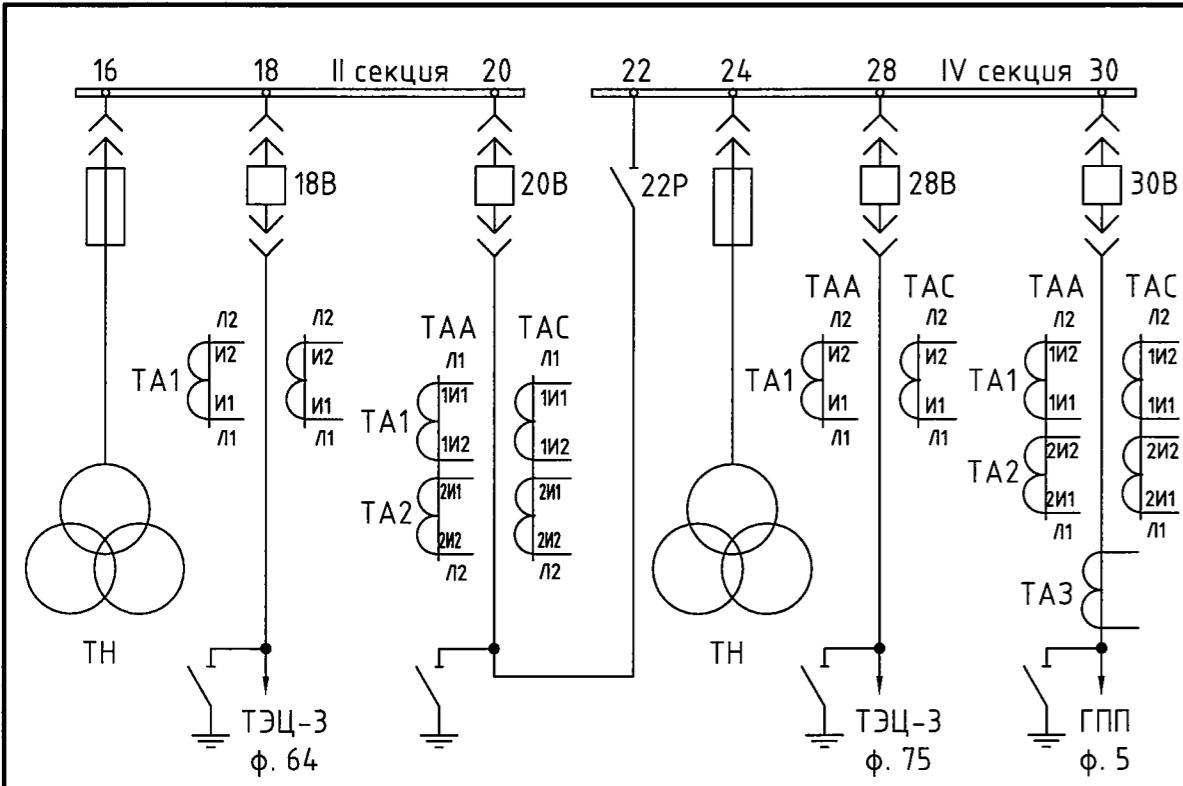 16 18 II секция 20 22 24 28 IV секция 30
18В 20В 22Р 28В 30В
ТАА ТАС ТАА ТАС
ТАА ТАС Л2 Л2 Л2 Л2
Л2 Л2 Л1 Л1
ТА1 И2 И2 ТА1 И2 И2 ТА1 1И2 1И2
И1 И1 ТА1 1И1 1И1 И1 И1 1И1 1И1
Л1 Л1 1И2 1И2 Л1 Л1
ТА2 2И1 2И1 ТА2 2И2 2И2
2И2 2И2 2И1 2И1
Л2 Л2 Л1 Л1
ТА3
ТН ТН
ТЭЦ-3 ТЭЦ-3 ГПП
ф. 64 ф. 75 ф. 5